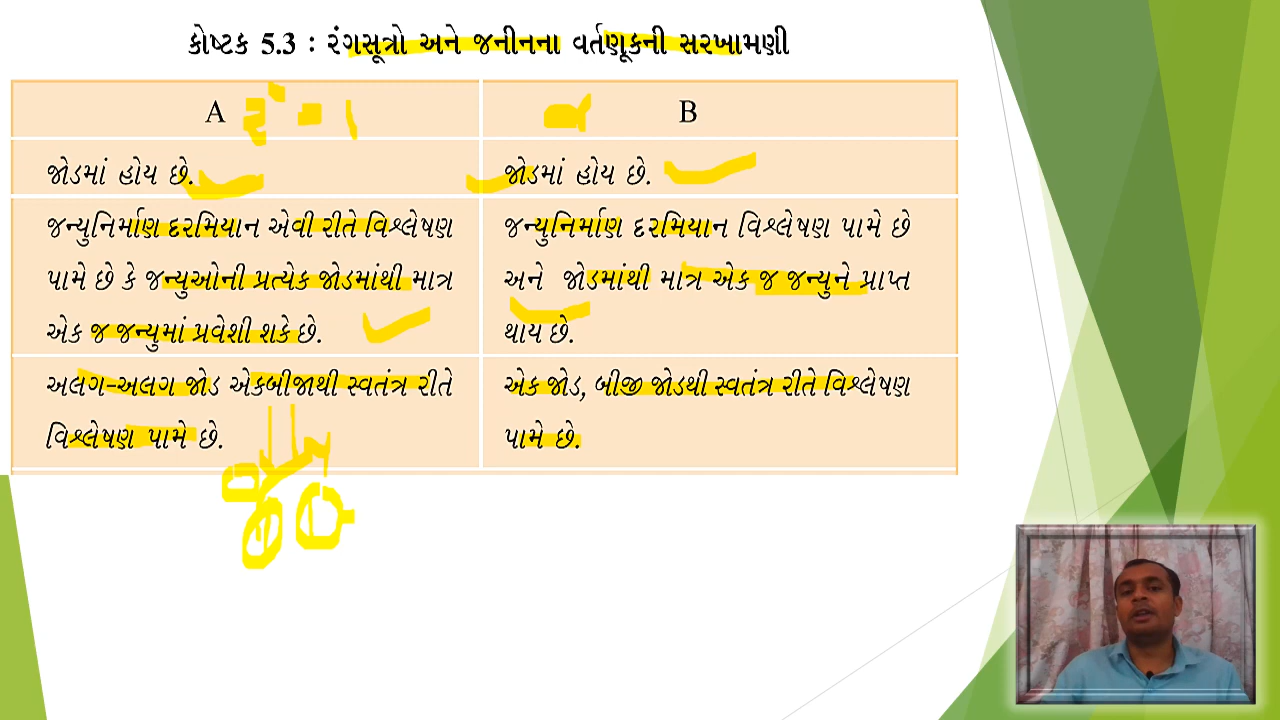 કોષ્ટક 5.3 : રંગસૂત્રો અને જનીનના વર્તણૂકની સરખામણી
A
B
જોડમાં હોય છે.
જોડમાં હોય છે.
જન્યુનિર્માણ દરમિયાન એવી રીતે વિશ્લેષણ
પામે છે કે જન્યુઓની પ્રત્યેક જોડમાંથી માત્ર
એક જ જન્યુમાં પ્રવેશી શકે છે.
જન્યુનિર્માણ દરમિયાન વિશ્લેષણ પામે છે
અને જોડમાંથી માત્ર એક જ જન્યુને પ્રાપ્ત
થાય છે.
અલગ-અલગ જોડ એકબીજાથી સ્વતંત્ર રીતે
વિશ્લેષણ પામે છે.
એક જોડ, બીજી જોડથી સ્વતંત્ર રીતે વિશ્લેષણ
પામે છે.